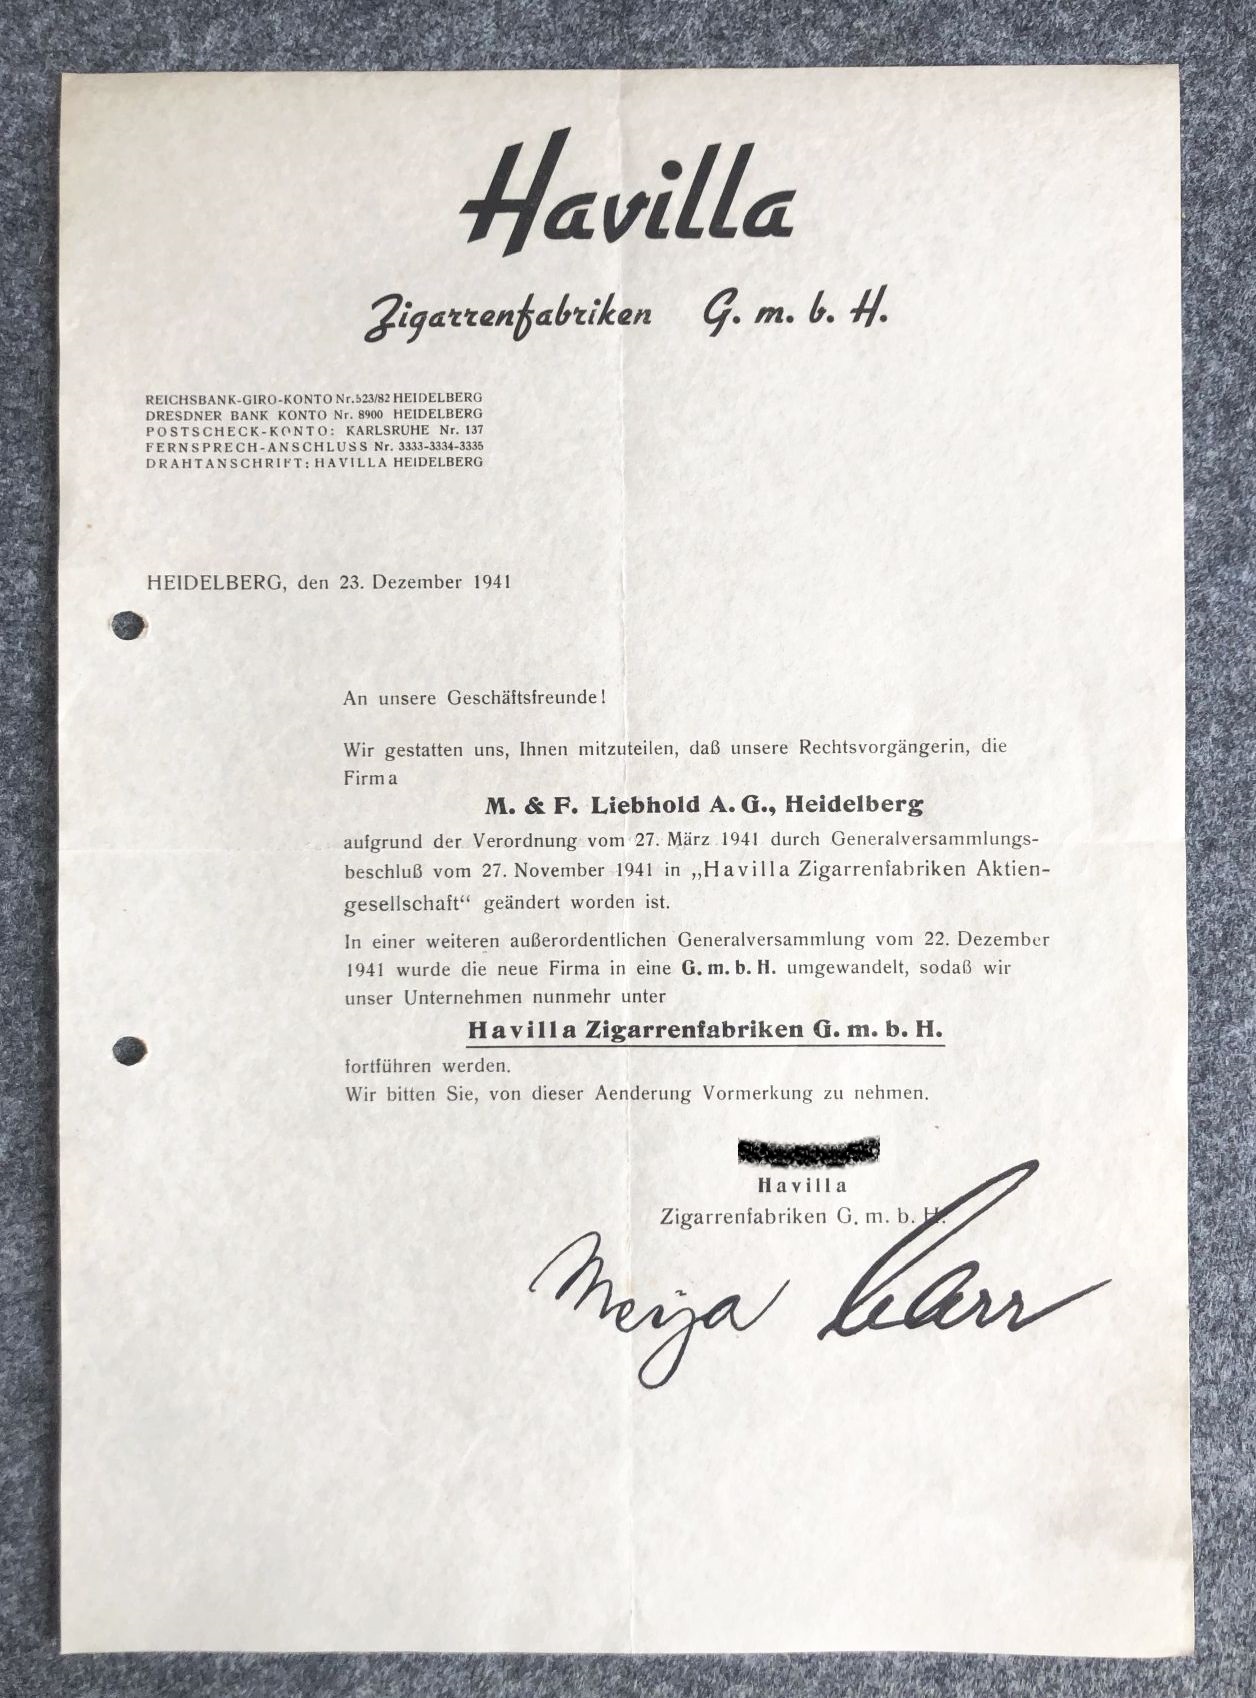 Havilla
Zigarrenfabriken G. m. b. H.
REICHSBANK-GIRO-KONTO Nr. 523/82 HEIDELBERG
DRESDNER BANK KONTO Nr. 8900 HEIDELBERG
POSTSCHECK-KONTO: KARLSRUHE Nr. 137
FERNSPRECH-ANSCHLUSS Nr. 3333-3334-3335
DRAHTANSCHRIFT: HAVILLA HEIDELBERG
HEIDELBERG, den 23. Dezember 1941
An unsere Geschäftsfreunde!
Wir gestatten uns, Ihnen mitzuteilen, daß unsere Rechtsvorgängerin, die
Firma
M. & F. Liebhold A. G., Heidelberg
aufgrund der Verordnung vom 27. März 1941 durch Generalversammlungs-
beschluß vom 27. November 1941 in „Havilla Zigarrenfabriken Aktien-
gesellschaft“ geändert worden ist.
In einer weiteren außerordentlichen Generalversammlung vom 22. Dezember
1941 wurde die neue Firma in eine G. m. b. H. umgewandelt, sodaß wir
unser Unternehmen nunmehr unter
Havilla Zigarrenfabriken G. m. b. H.
fortführen werden.
Wir bitten Sie, von dieser Aenderung Vormerkung zu nehmen.
Havilla
Zigarrenfabriken G. m. b. H.